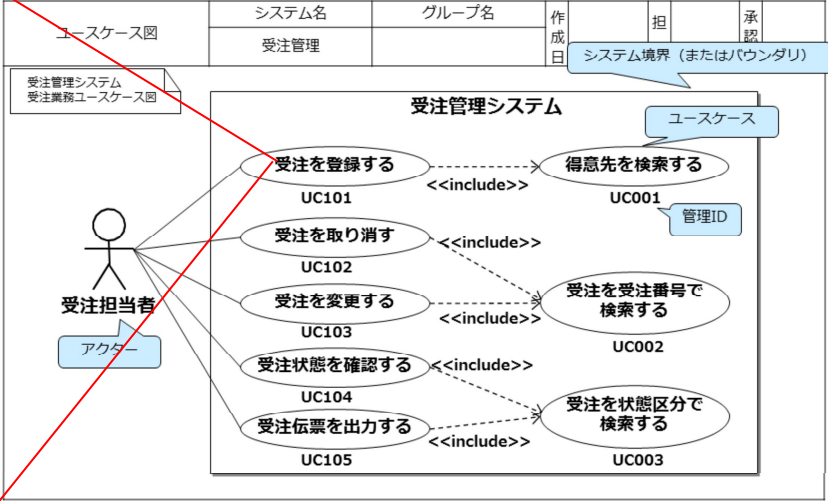 ユースケース図
システム名
グループ名
受注管理
作
成
日
担
承
認
システム境界（またはバウンダリ）
受注管理システム
受注業務ユースケース図
受注管理システム
ユースケース
受注を登録する
<<include>>
得意先を検索する
UC101
UC001
管理ID
受注を取り消す
<<include>>
UC102
受注担当者
アクター
受注を変更する
<<include>>
UC103
受注を受注番号で
検索する
UC002
受注状態を確認する
<<include>>
UC104
受注伝票を出力する
<<include>>
UC105
受注を状態区分で
検索する
UC003